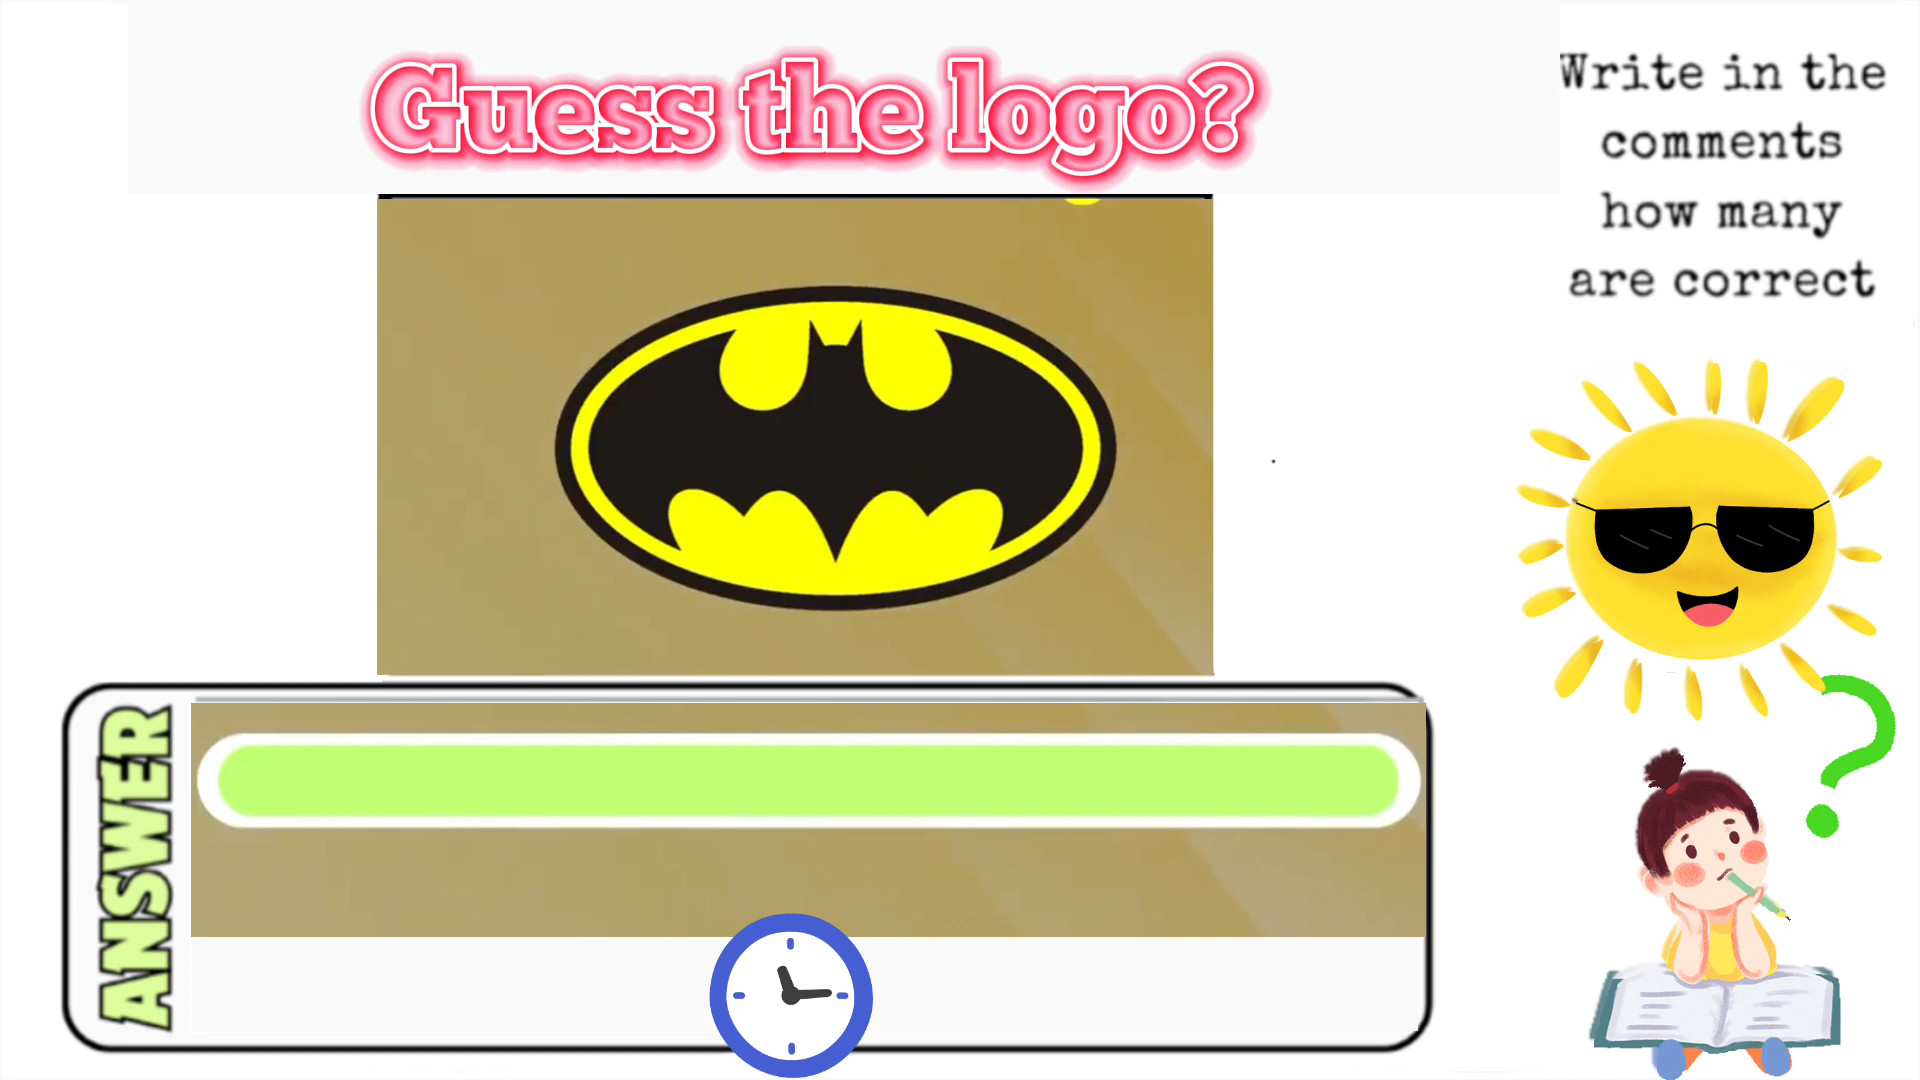 Guess the logo?
Write in the
comments
how many
are correct
ANSWER